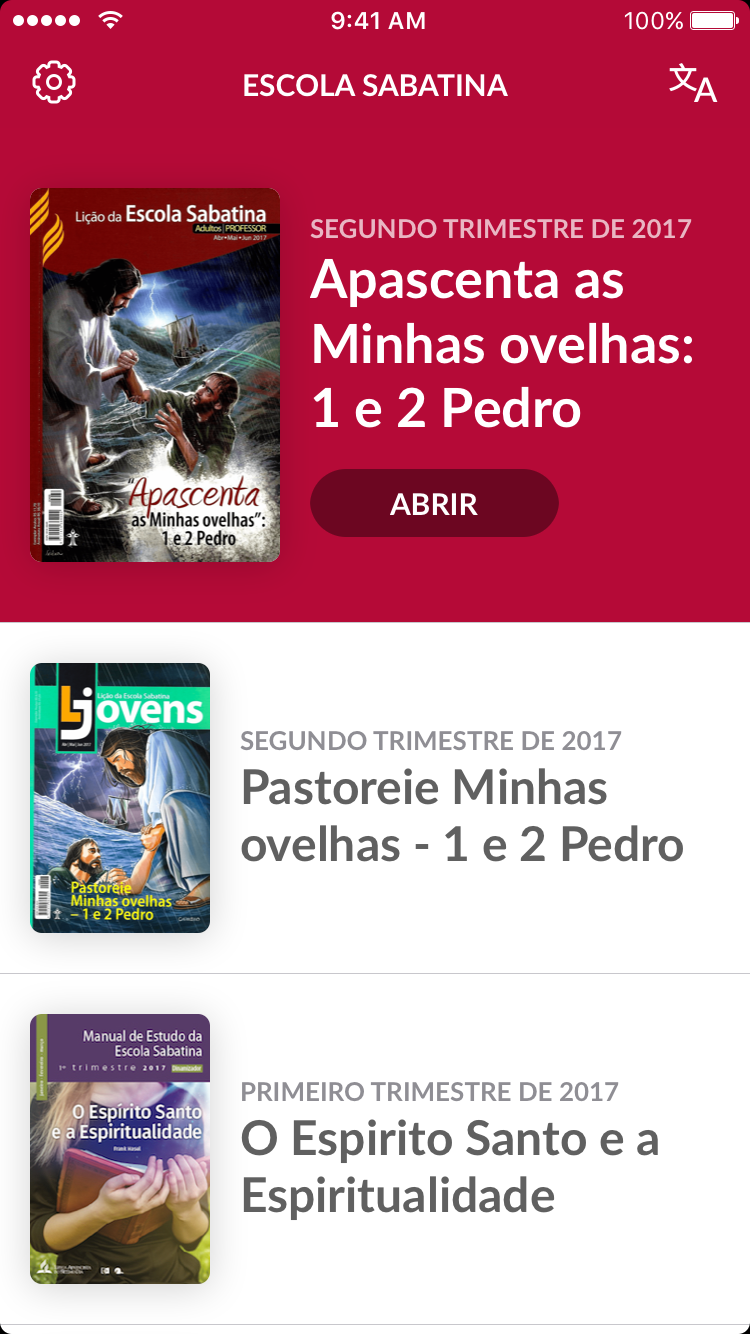 9:41 AM
100%
ESCOLA SABATINA
文A
Lição da Escola Sabatina
Adultos | PROFESSOR
Abr • Mai • Jun 2017
"Apascenta
as Minhas ovelhas":
1 e 2 Pedro
SEGUNDO TRIMESTRE DE 2017
Apascenta as
Minhas ovelhas:
1 e 2 Pedro
ABRIR
Lição da Escola Sabatina
Ljovens
Abr | Mai | Jun 2017
Pastoreie
Minhas ovelhas
– 1 e 2 Pedro
SEGUNDO TRIMESTRE DE 2017
Pastoreie Minhas
ovelhas - 1 e 2 Pedro
Manual de Estudo da
Escola Sabatina
1º trimestre 2017 Dinamizador
O Espírito Santo
e a Espiritualidade
Frank Hasel
PRIMEIRO TRIMESTRE DE 2017
O Espirito Santo e a
Espiritualidade